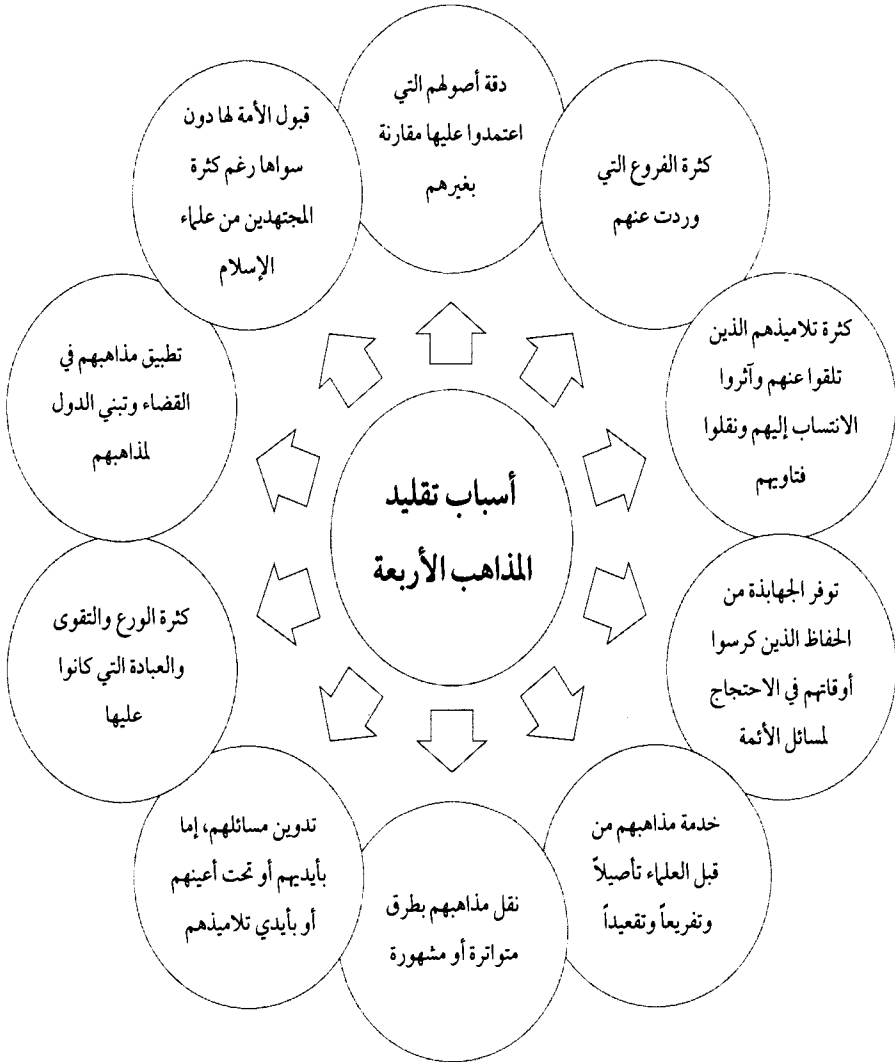 أسباب تقليد
المذاهب الأربعة
دقة أصولهم التي
اعتمدوا عليها مقارنة
بغيرهم
كثرة الفروع التي
وردت عنهم
كثرة تلاميذهم الذين
تلقوا عنهم وآثروا
الانتساب إليهم ونقلوا
فتاويهم
توفر الجهابذة من
الحفاظ الذين كرسوا
أوقاتهم في الاحتجاج
لمسائل الأئمة
خدمة مذاهبهم من
قبل العلماء تأصيلاً
وتفريعاً وتقعيداً
نقل مذاهبهم بطرق
متواترة أو مشهورة
تدوين مسائلهم، إما
بأيديهم أو تحت أعينهم
أو بأيدي تلاميذهم
كثرة الورع والتقوى
والعبادة التي كانوا
عليها
تطبيق مذاهبهم في
القضاء وتبني الدول
لمذاهبهم
قبول الأمة لها دون
سواها رغم كثرة
المجتهدين من علماء
الإسلام